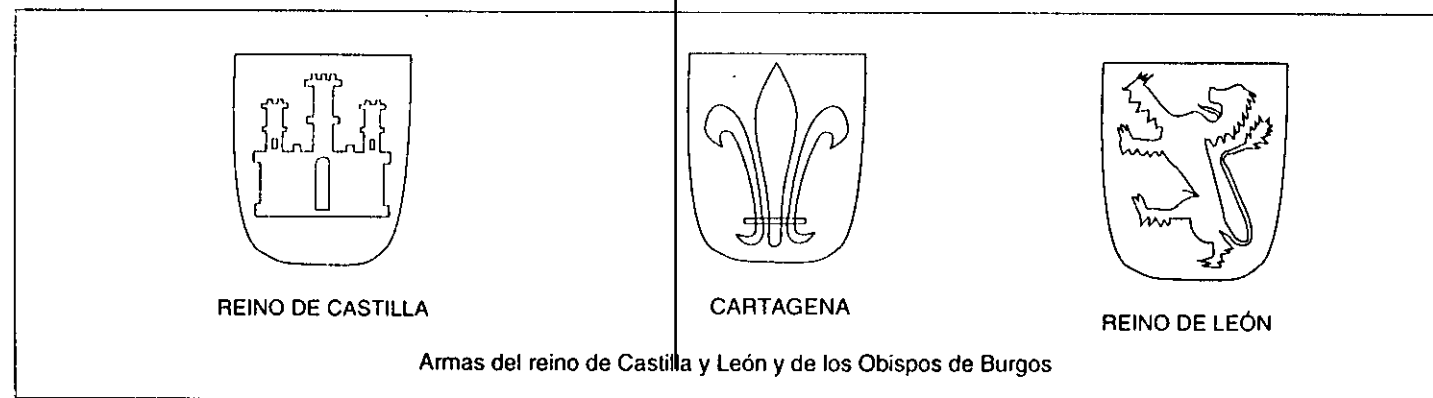 REINO DE CASTILLA
CARTAGENA
REINO DE LEÓN
Armas del reino de Castilla y León y de los Obispos de Burgos